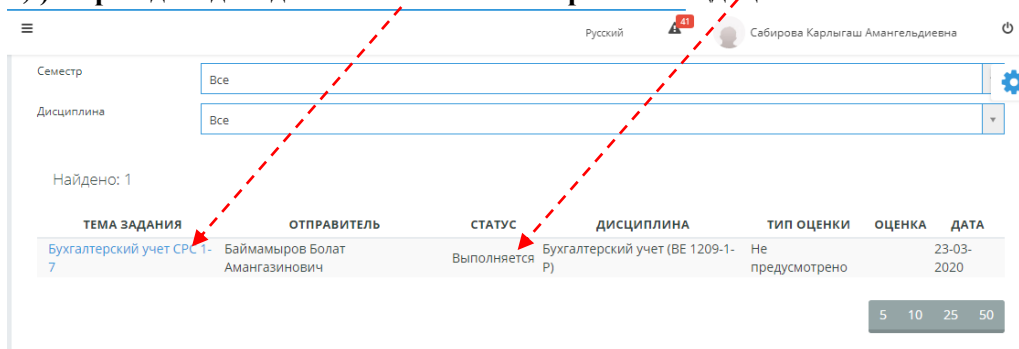 Русский
41
Сабирова Карлыгаш Амангельдиевна
Семестр
Все
Дисциплина
Все
Найдено: 1
ТЕМА ЗАДАНИЯ ОТПРАВИТЕЛЬ СТАТУС ДИСЦИПЛИНА ТИП ОЦЕНКИ ОЦЕНКА ДАТА
Бухгалтерский учет СРС 1- Баймамыров Болат Выполняется Бухгалтерский учет (BE 1209-1- Не 23-03-
7 Амангазинович P) предусмотрено 2020
5 10 25 50